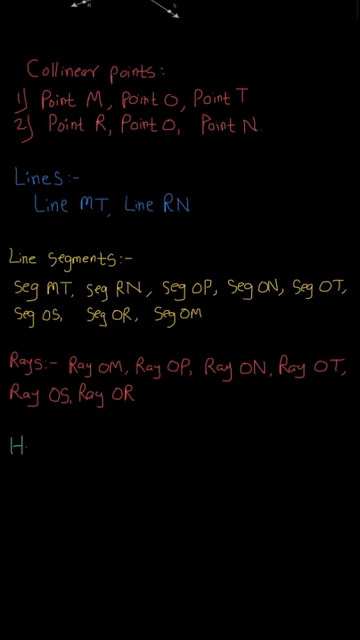 R
S
Collinear points:
1) Point M, Point O, Point T
2) Point R, Point O, Point N
Lines:-
Line MT, Line RN
Line segments:-
Seg MT, Seg RN, Seg OP, Seg ON, Seg OT,
Seg OS, Seg OR, Seg OM
Rays:- Ray OM, Ray OP, Ray ON, Ray OT,
Ray OS, Ray OR
H